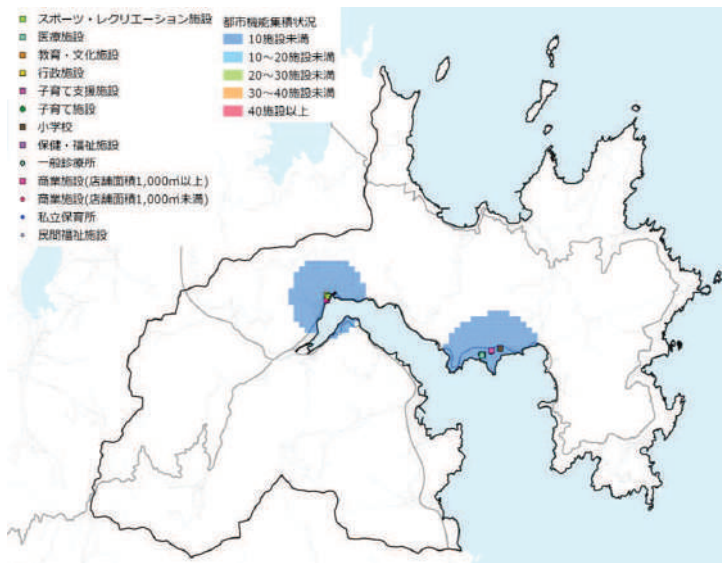 スポーツ・レクリエーション施設
医療施設
教育・文化施設
行政施設
子育て支援施設
子育て施設
小学校
保健・福祉施設
一般診療所
商業施設(店舗面積1,000㎡以上)
商業施設(店舗面積1,000㎡未満)
私立保育所
民間福祉施設
都市機能集積状況
10施設未満
10～20施設未満
20～30施設未満
30～40施設未満
40施設以上